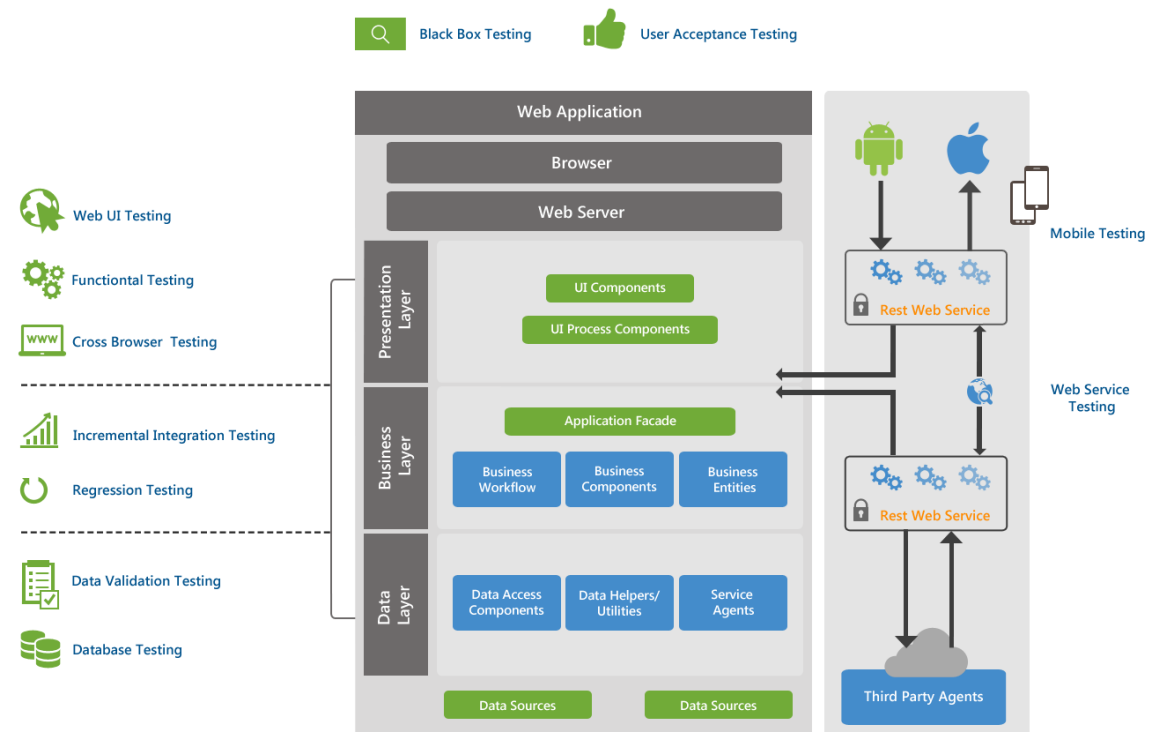 Black Box Testing
User Acceptance Testing
Web Application
Browser
Web Server
Web UI Testing
Functiontal Testing
WWW
Cross Browser  Testing
Incremental Integration Testing
Regression Testing
Data Validation Testing
Database Testing
Presentation
Layer
UI Components
UI Process Components
Business
Layer
Application Facade
Business
Workflow
Business
Components
Business
Entities
Data
Layer
Data Access
Components
Data Helpers/
Utilities
Service
Agents
Data Sources
Data Sources
Rest Web Service
Mobile Testing
Web Service
Testing
Rest Web Service
Third Party Agents